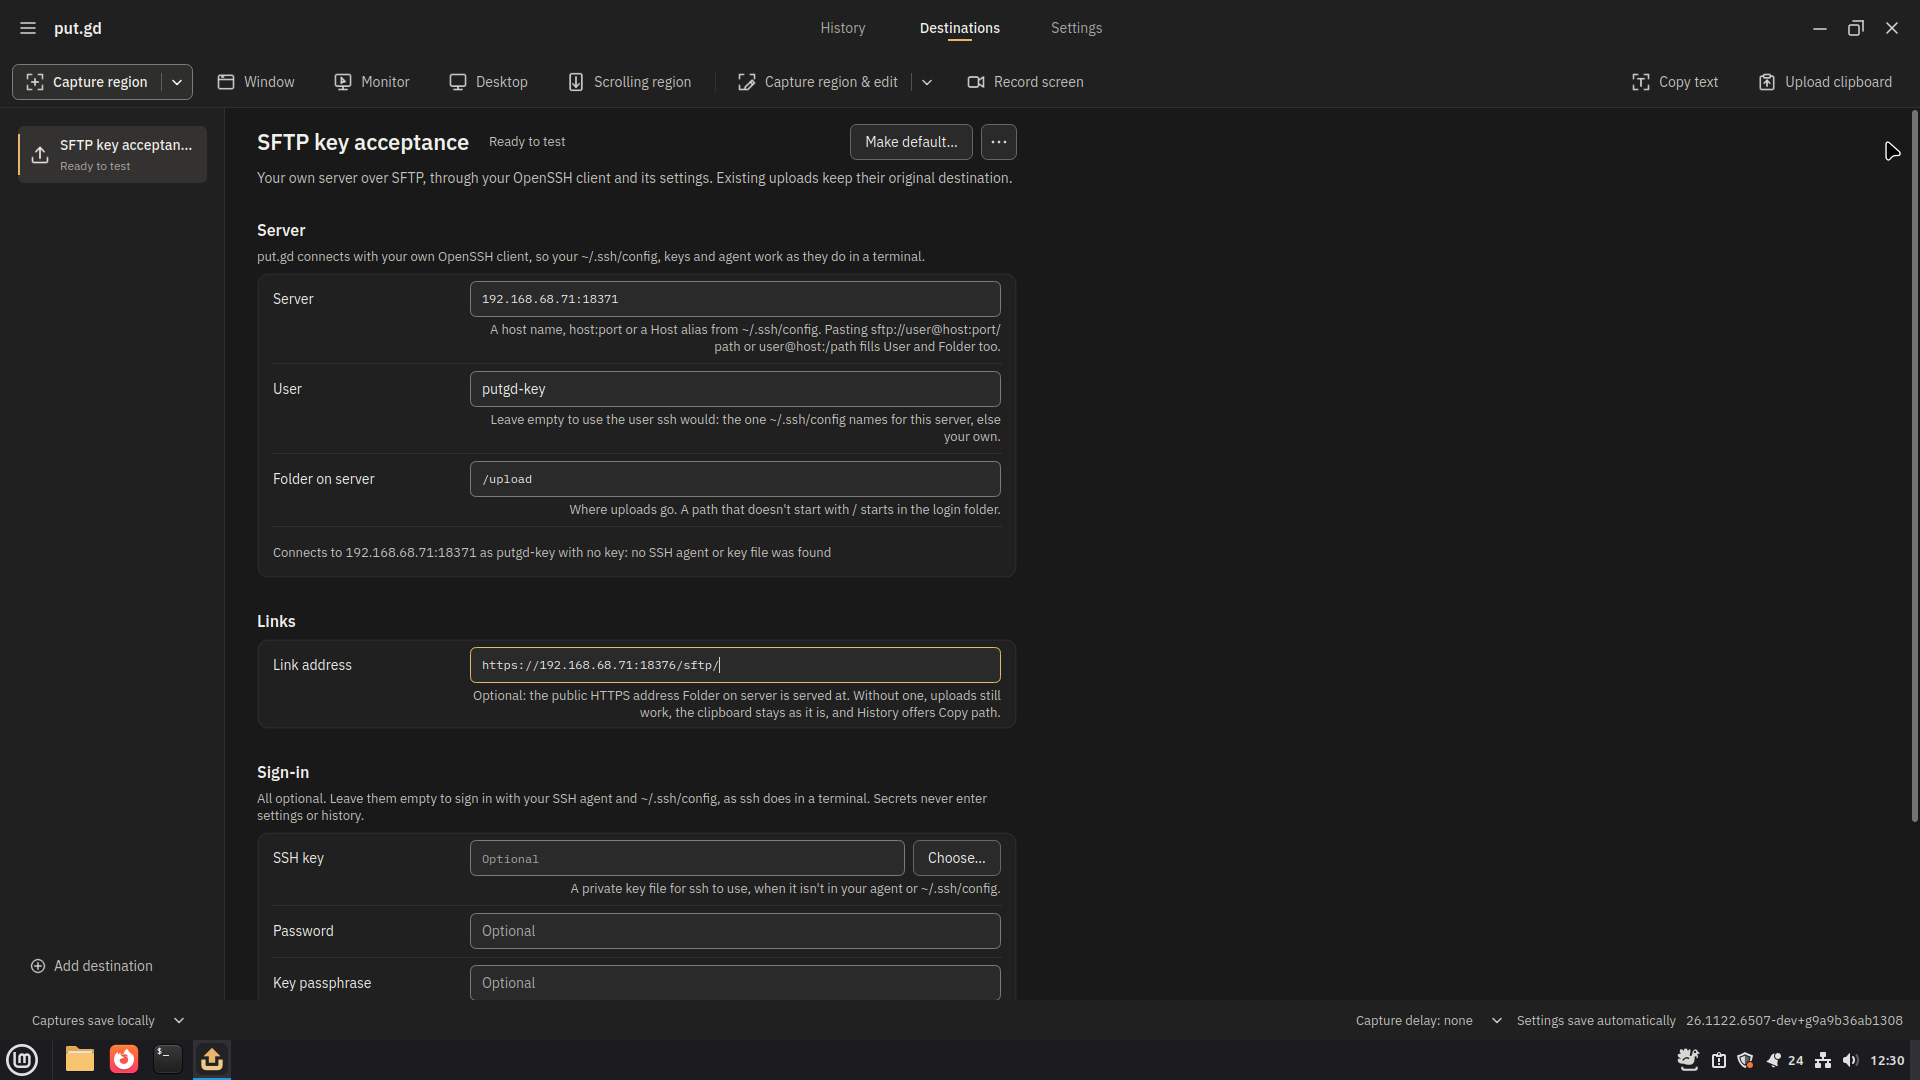 put.gd
History
Destinations
Settings
Capture region
Window
Monitor
Desktop
Scrolling region
Capture region & edit
Record screen
Copy text
Upload clipboard
SFTP key acceptan...
Ready to test
SFTP key acceptance
Ready to test
Make default...
Your own server over SFTP, through your OpenSSH client and its settings. Existing uploads keep their original destination.
Server
put.gd connects with your own OpenSSH client, so your ~/.ssh/config, keys and agent work as they do in a terminal.
Server
192.168.68.71:18371
A host name, host:port or a Host alias from ~/.ssh/config. Pasting sftp://user@host:port/
path or user@host:/path fills User and Folder too.
User
putgd-key
Leave empty to use the user ssh would: the one ~/.ssh/config names for this server, else
your own.
Folder on server
/upload
Where uploads go. A path that doesn't start with / starts in the login folder.
Connects to 192.168.68.71:18371 as putgd-key with no key: no SSH agent or key file was found
Links
Link address
https://192.168.68.71:18376/sftp/
Optional: the public HTTPS address Folder on server is served at. Without one, uploads still
work, the clipboard stays as it is, and History offers Copy path.
Sign-in
All optional. Leave them empty to sign in with your SSH agent and ~/.ssh/config, as ssh does in a terminal. Secrets never enter
settings or history.
SSH key
Optional
Choose...
A private key file for ssh to use, when it isn't in your agent or ~/.ssh/config.
Password
Optional
Key passphrase
Optional
Add destination
Captures save locally
Capture delay: none
Settings save automatically
26.1122.6507-dev+g9a9b36ab1308
24
12:30